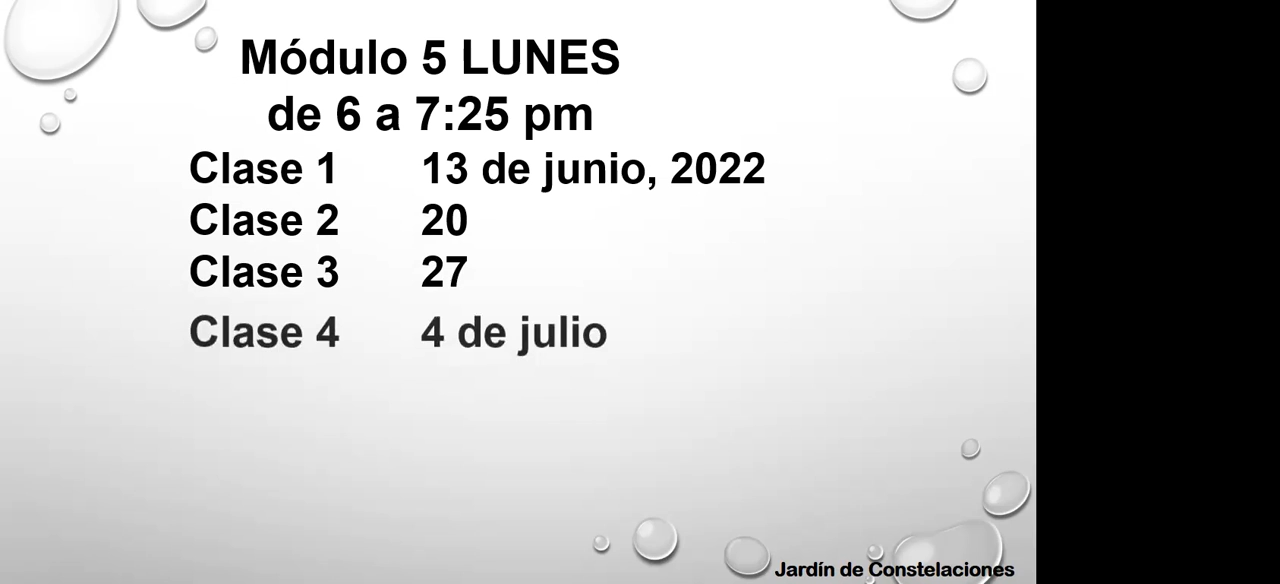 Módulo 5 LUNES
de 6 a 7:25 pm
Clase 1 13 de junio, 2022
Clase 2 20
Clase 3 27
Clase 4 4 de julio
Jardín de Constelaciones